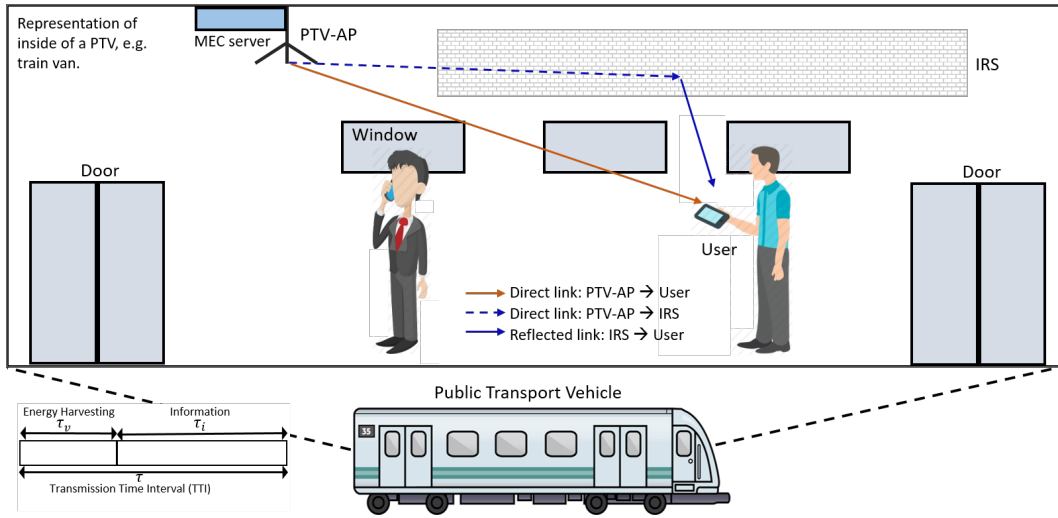 Representation of
inside of a PTV, e.g.
train van.
MEC server
PTV-AP
IRS
Window
Door
Door
User
Direct link: PTV-AP → User
Direct link: PTV-AP → IRS
Reflected link: IRS → User
Public Transport Vehicle
35
Energy Harvesting
Information
τᵥ
τᵢ
τ
Transmission Time Interval (TTI)